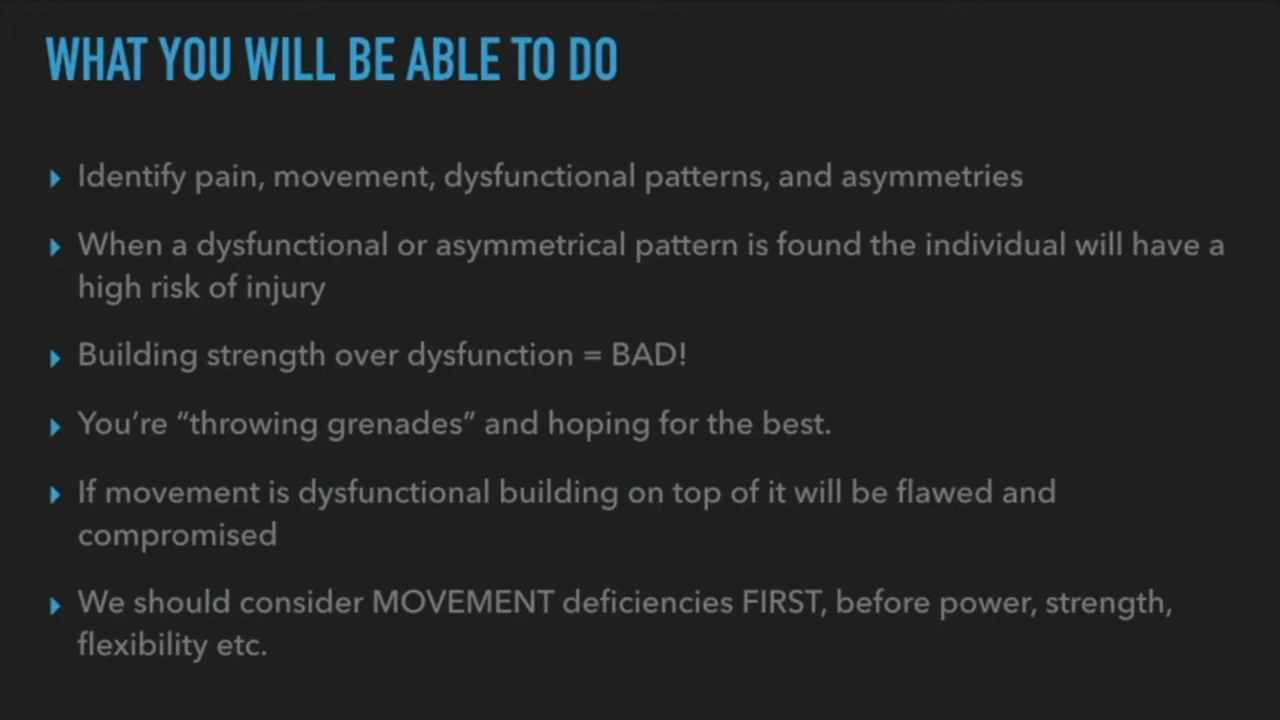 WHAT YOU WILL BE ABLE TO DO
Identify pain, movement, dysfunctional patterns, and asymmetries
When a dysfunctional or asymmetrical pattern is found the individual will have a
high risk of injury
Building strength over dysfunction = BAD!
You’re “throwing grenades” and hoping for the best.
If movement is dysfunctional building on top of it will be flawed and
compromised
We should consider MOVEMENT deficiencies FIRST, before power, strength,
flexibility etc.